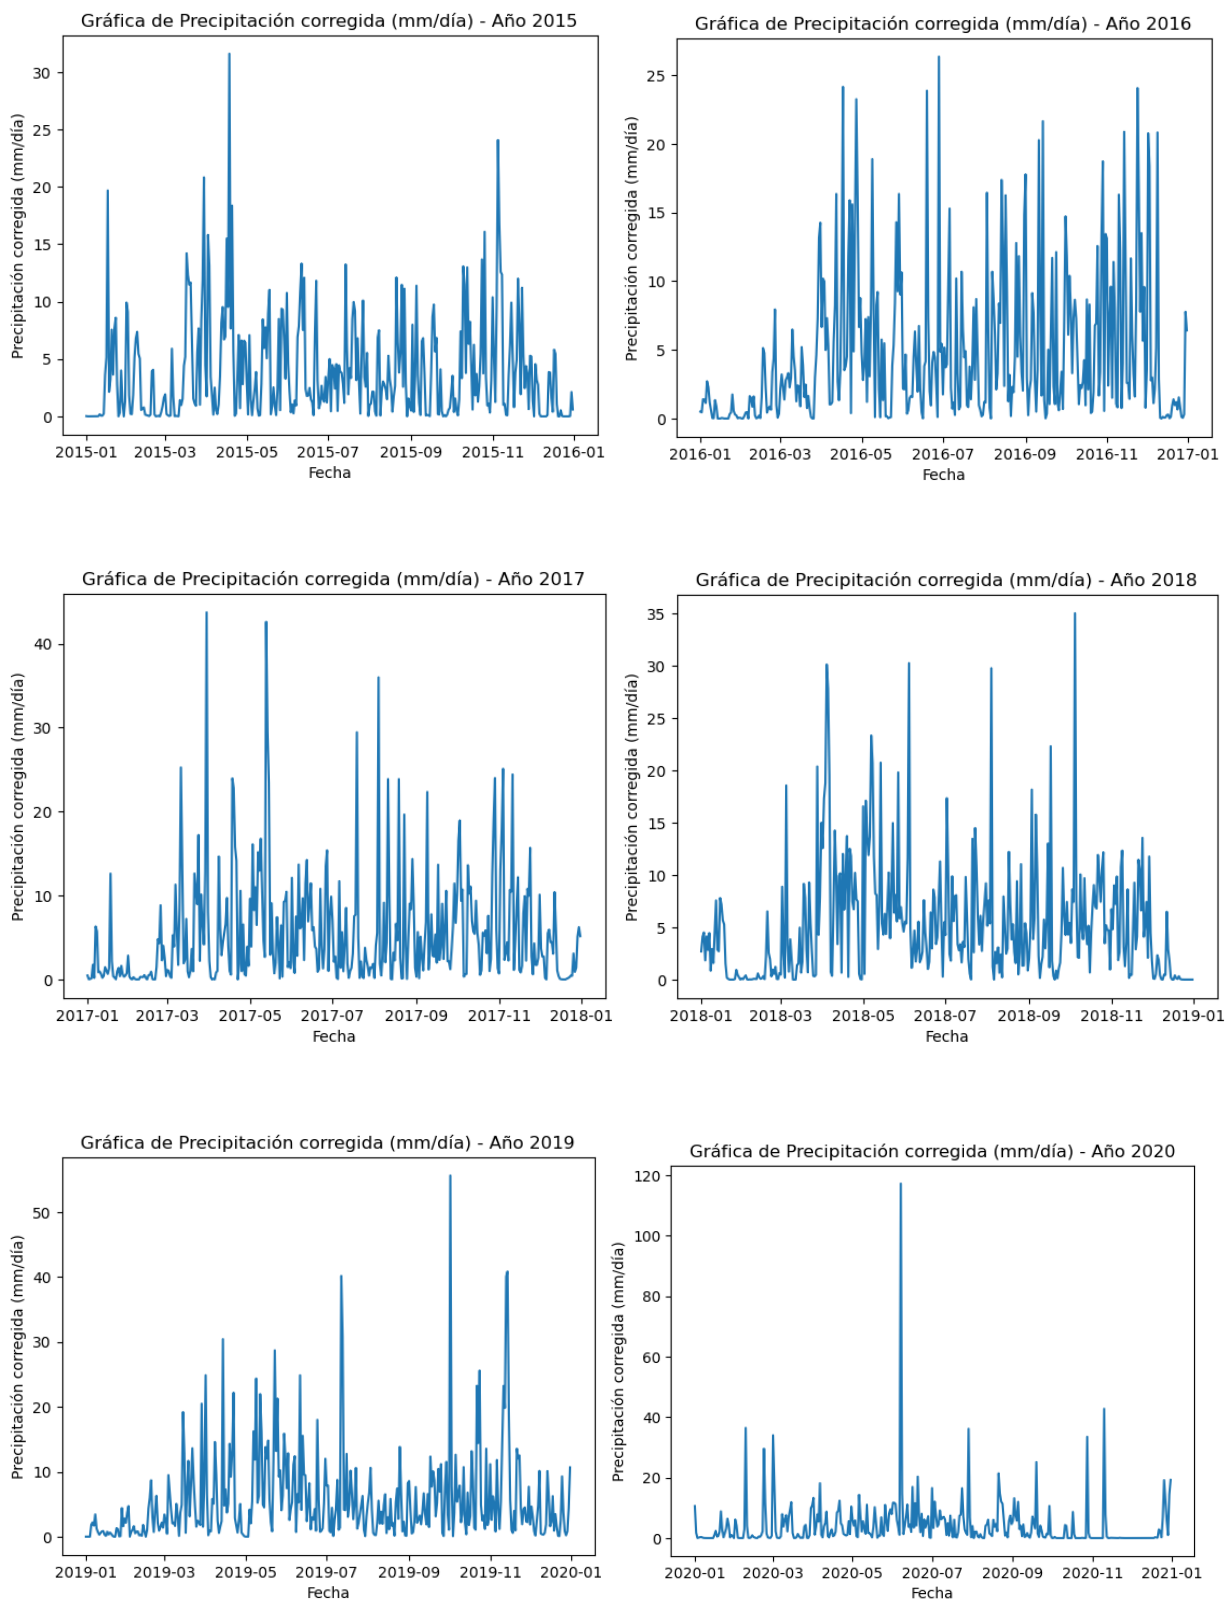 Gráfica de Precipitación corregida (mm/día) - Año 2015
Precipitación corregida (mm/día)
30
25
20
15
10
5
0
2015-01 2015-03 2015-05 2015-07 2015-09 2015-11 2016-01
Fecha
Gráfica de Precipitación corregida (mm/día) - Año 2016
Precipitación corregida (mm/día)
25
20
15
10
5
0
2016-01 2016-03 2016-05 2016-07 2016-09 2016-11 2017-01
Fecha
Gráfica de Precipitación corregida (mm/día) - Año 2017
Precipitación corregida (mm/día)
40
30
20
10
0
2017-01 2017-03 2017-05 2017-07 2017-09 2017-11 2018-01
Fecha
Gráfica de Precipitación corregida (mm/día) - Año 2018
Precipitación corregida (mm/día)
35
30
25
20
15
10
5
0
2018-01 2018-03 2018-05 2018-07 2018-09 2018-11 2019-01
Fecha
Gráfica de Precipitación corregida (mm/día) - Año 2019
Precipitación corregida (mm/día)
50
40
30
20
10
0
2019-01 2019-03 2019-05 2019-07 2019-09 2019-11 2020-01
Fecha
Gráfica de Precipitación corregida (mm/día) - Año 2020
Precipitación corregida (mm/día)
120
100
80
60
40
20
0
2020-01 2020-03 2020-05 2020-07 2020-09 2020-11 2021-01
Fecha